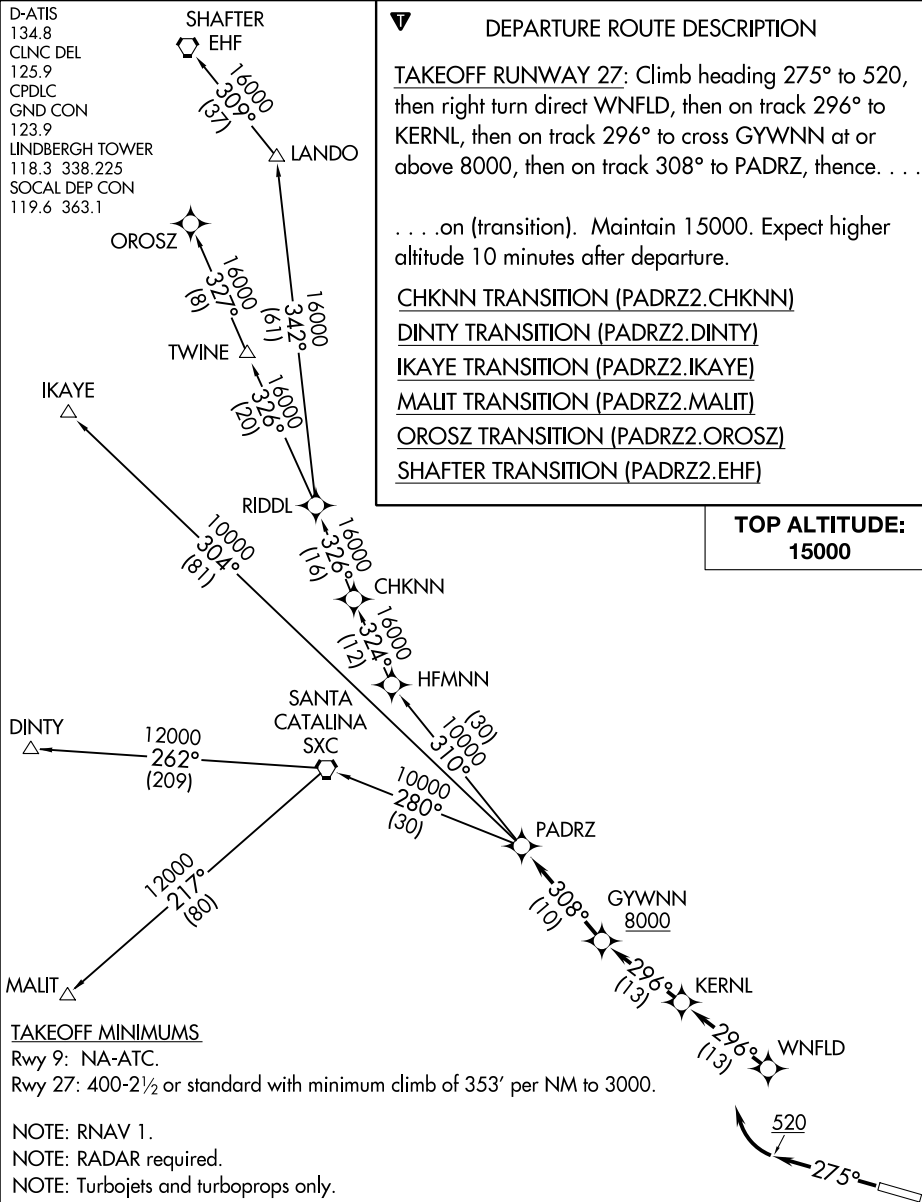 D-ATIS
134.8
CLNC DEL
125.9
CPDLC
GND CON
123.9
LINDBERGH TOWER
118.3 338.225
SOCAL DEP CON
119.6 363.1
SHAFTER
EHF
16000
309°
(37)
LANDO
OROSZ
16000
327°
(8)
16000
342°
(61)
TWINE
16000
326°
(20)
IKAYE
RIDDL
10000
304°
(81)
16000
326°
(16)
CHKNN
16000
324°
(12)
HFMNN
SANTA
CATALINA
SXC
DINTY
12000
262°
(209)
(30)
10000
310°
10000
280°
(30)
PADRZ
12000
217°
(80)
308°
(10)
GYWNN
8000
296°
(13)
KERNL
MALIT
296°
(13)
WNFLD
520
275°
T
DEPARTURE ROUTE DESCRIPTION
TAKEOFF RUNWAY 27: Climb heading 275° to 520,
then right turn direct WNFLD, then on track 296° to
KERNL, then on track 296° to cross GYWNN at or
above 8000, then on track 308° to PADRZ, thence. . . .
. . . .on (transition). Maintain 15000. Expect higher
altitude 10 minutes after departure.
CHKNN TRANSITION (PADRZ2.CHKNN)
DINTY TRANSITION (PADRZ2.DINTY)
IKAYE TRANSITION (PADRZ2.IKAYE)
MALIT TRANSITION (PADRZ2.MALIT)
OROSZ TRANSITION (PADRZ2.OROSZ)
SHAFTER TRANSITION (PADRZ2.EHF)
TOP ALTITUDE:
15000
TAKEOFF MINIMUMS
Rwy 9: NA-ATC.
Rwy 27: 400-2½ or standard with minimum climb of 353' per NM to 3000.
NOTE: RNAV 1.
NOTE: RADAR required.
NOTE: Turbojets and turboprops only.